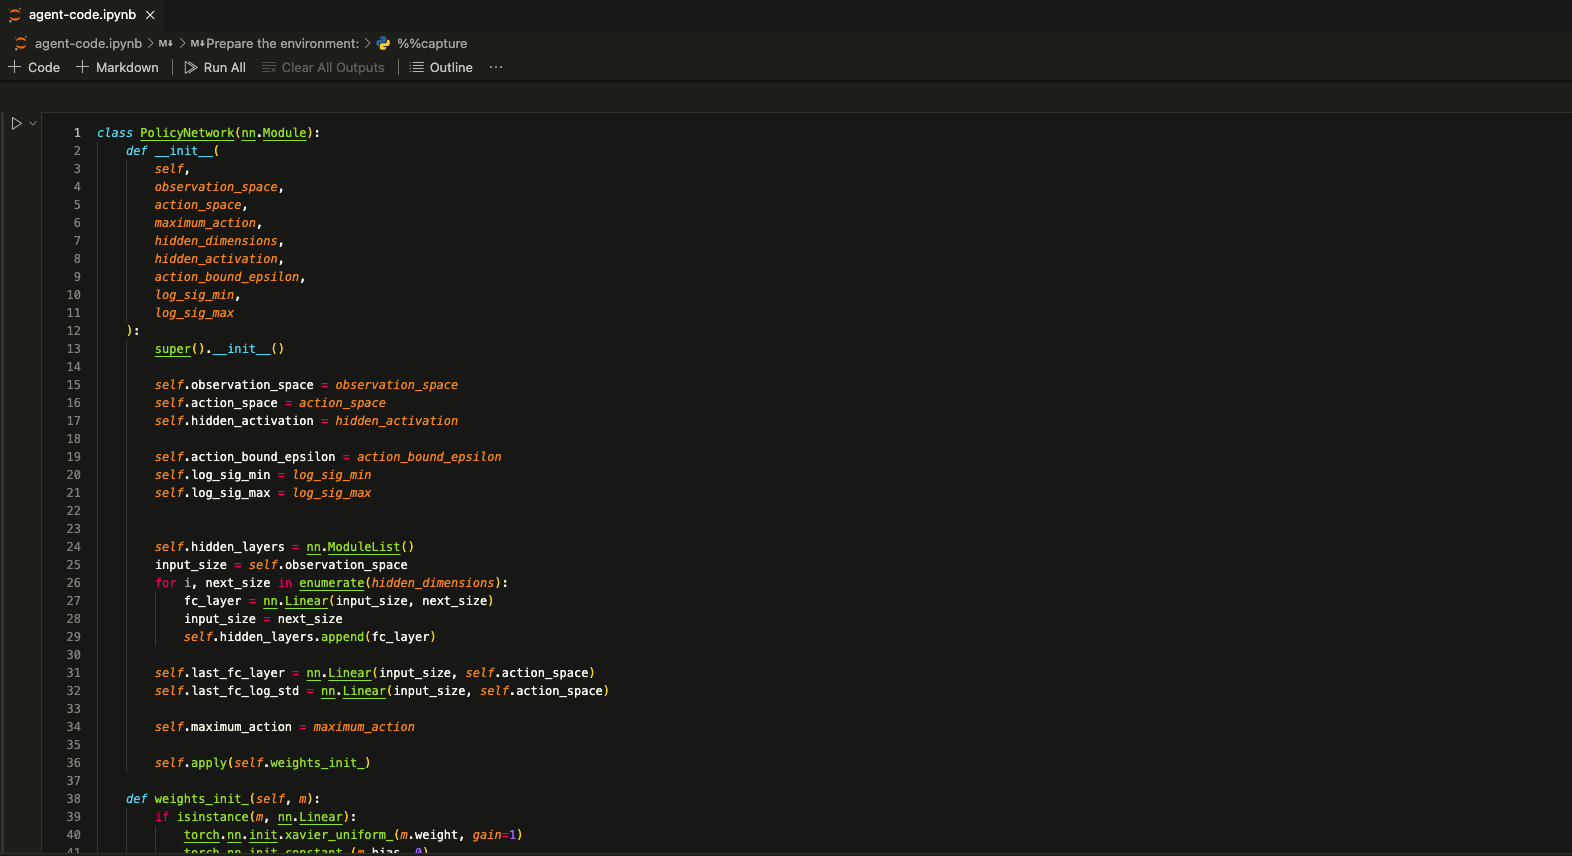 agent-code.ipynb
agent-code.ipynb > M↓ > M↓Prepare the environment: > %%capture
+ Code + Markdown | Run All Clear All Outputs | Outline ...
1 class PolicyNetwork(nn.Module):
2     def __init__(
3         self,
4         observation_space,
5         action_space,
6         maximum_action,
7         hidden_dimensions,
8         hidden_activation,
9         action_bound_epsilon,
10         log_sig_min,
11         log_sig_max
12     ):
13         super().__init__()
14
15         self.observation_space = observation_space
16         self.action_space = action_space
17         self.hidden_activation = hidden_activation
18
19         self.action_bound_epsilon = action_bound_epsilon
20         self.log_sig_min = log_sig_min
21         self.log_sig_max = log_sig_max
22
23
24         self.hidden_layers = nn.ModuleList()
25         input_size = self.observation_space
26         for i, next_size in enumerate(hidden_dimensions):
27             fc_layer = nn.Linear(input_size, next_size)
28             input_size = next_size
29             self.hidden_layers.append(fc_layer)
30
31         self.last_fc_layer = nn.Linear(input_size, self.action_space)
32         self.last_fc_log_std = nn.Linear(input_size, self.action_space)
33
34         self.maximum_action = maximum_action
35
36         self.apply(self.weights_init_)
37
38     def weights_init_(self, m):
39         if isinstance(m, nn.Linear):
40             torch.nn.init.xavier_uniform_(m.weight, gain=1)
41             torch.nn.init.constant_(m.bias, 0)